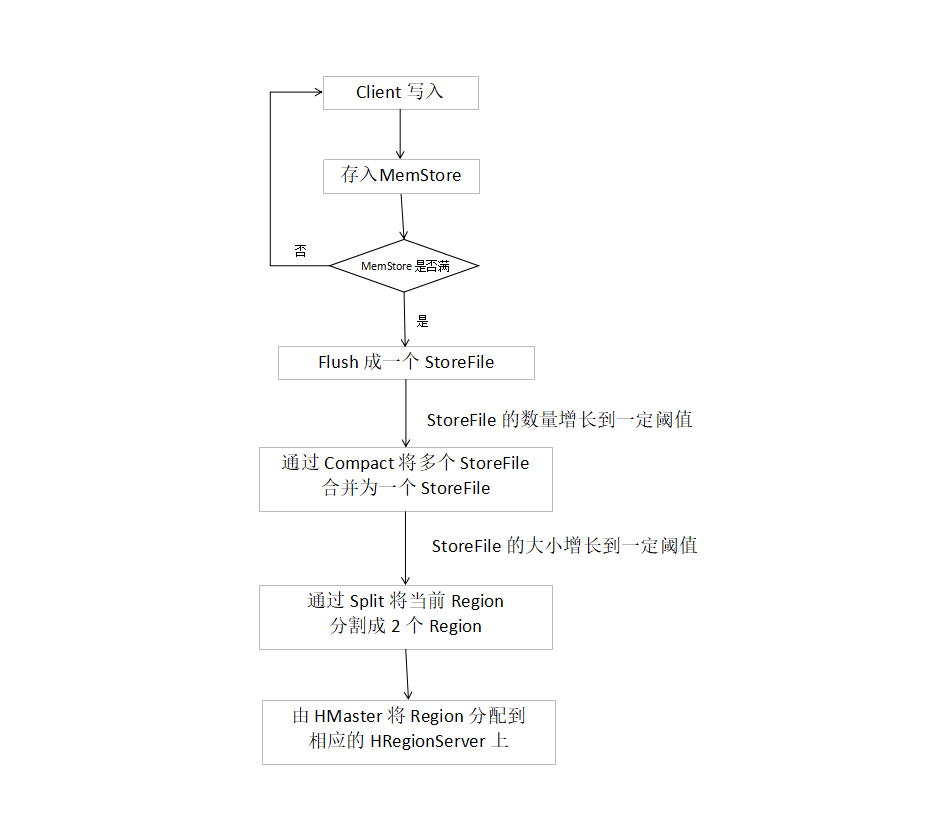 Client 写入
存入MemStore
否
MemStore 是否满
是
Flush 成一个 StoreFile
StoreFile 的数量增长到一定阈值
通过 Compact 将多个 StoreFile
合并为一个 StoreFile
StoreFile 的大小增长到一定阈值
通过 Split 将当前 Region
分割成 2 个 Region
由 HMaster 将 Region 分配到
相应的 HRegionServer 上